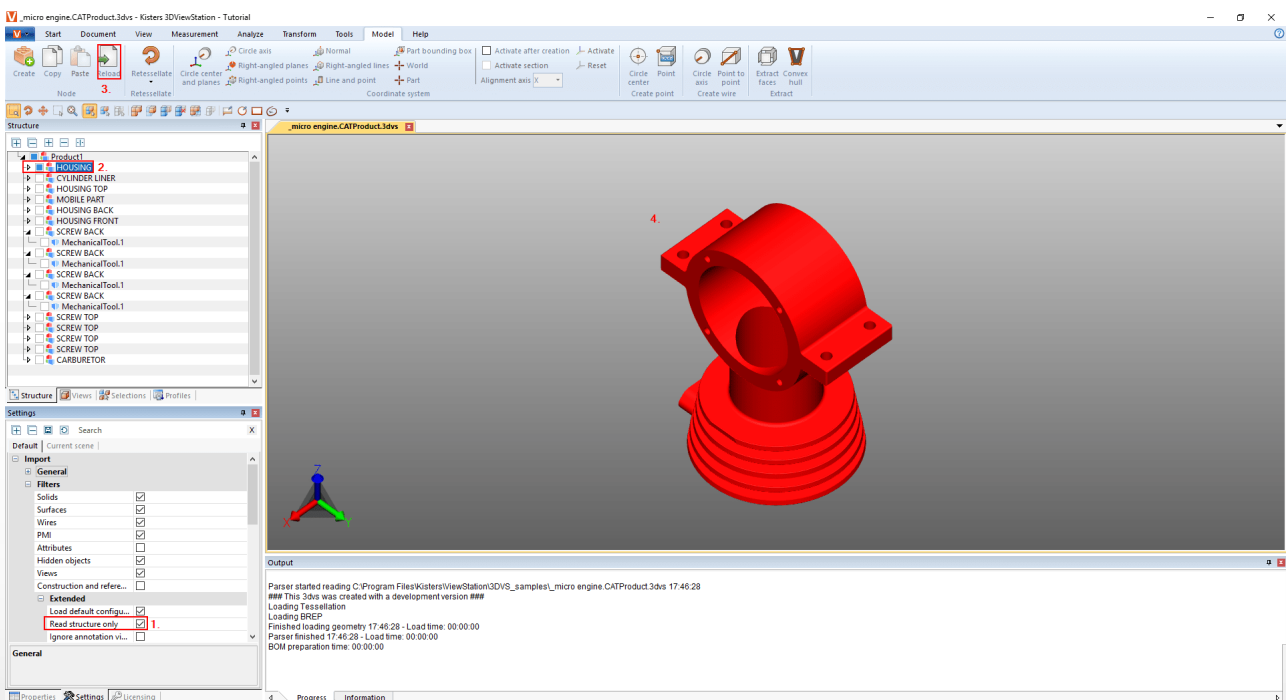 _micro engine.CATProduct.3dvs - Kisters 3DViewStation - Tutorial
Start Document View Measurement Analyze Transform Tools Model Help
Create Copy Paste Reload
3.
Node
Retessellate
Retessellate
Circle center and planes
Circle axis
Normal
Part bounding box
Right-angled planes
Right-angled lines
World
Right-angled points
Line and point
Part
Coordinate system
Activate after creation
Activate
Activate section
Reset
Alignment axis X
Circle center
Point
Create point
Circle axis
Point to point
Create wire
Extract faces
Convex hull
Extract
Structure
_micro engine.CATProduct.3dvs
Product1
HOUSING 2.
CYLINDER LINER
HOUSING TOP
MOBILE PART
HOUSING BACK
HOUSING FRONT
SCREW BACK
MechanicalTool.1
SCREW BACK
MechanicalTool.1
SCREW BACK
MechanicalTool.1
SCREW BACK
MechanicalTool.1
SCREW TOP
SCREW TOP
SCREW TOP
SCREW TOP
CARBURETOR
Structure Views Selections Profiles
4.
Z
X
Y
Settings
Search
X
Default Current scene
Import
General
Filters
Solids
Surfaces
Wires
PMI
Attributes
Hidden objects
Views
Construction and refere...
Extended
Load default configu...
Read structure only 1.
Ignore annotation vi...
General
Properties Settings Licensing
Output
Parser started reading C:\Program Files\Kisters\ViewStation\3DVS_samples\_micro engine.CATProduct.3dvs 17:46:28
### This 3dvs was created with a development version ###
Loading Tessellation
Loading BREP
Finished loading geometry 17:46:28 - Load time: 00:00:00
Parser finished 17:46:28 - Load time: 00:00:00
BOM preparation time: 00:00:00
Progress Information